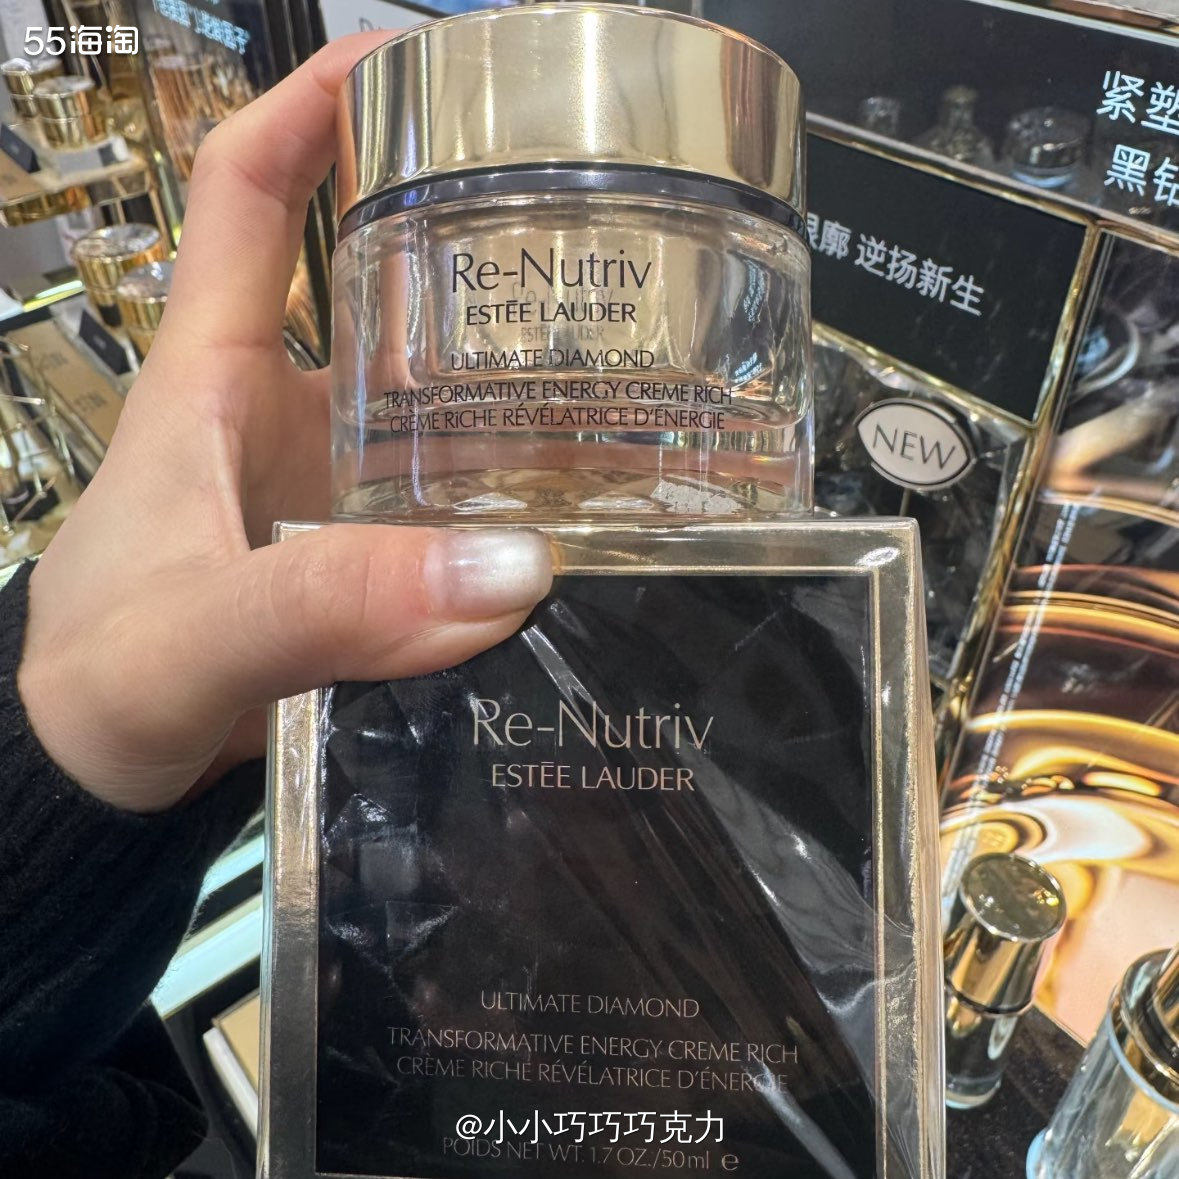 55海淘
紧塑
黑钻
眼廓 逆扬新生
NEW
Re-Nutriv
ESTĒE LAUDER
ULTIMATE DIAMOND
TRANSFORMATIVE ENERGY CREME RICH
CRÈME RICHE RÉVÉLATRICE D'ÉNERGIE
Re-Nutriv
ESTĒE LAUDER
ULTIMATE DIAMOND
TRANSFORMATIVE ENERGY CREME RICH
CRÈME RICHE RÉVÉLATRICE D'ÉNERGIE
@小小巧巧巧克力
POIDS NET WT. 1.7 OZ./50ml e